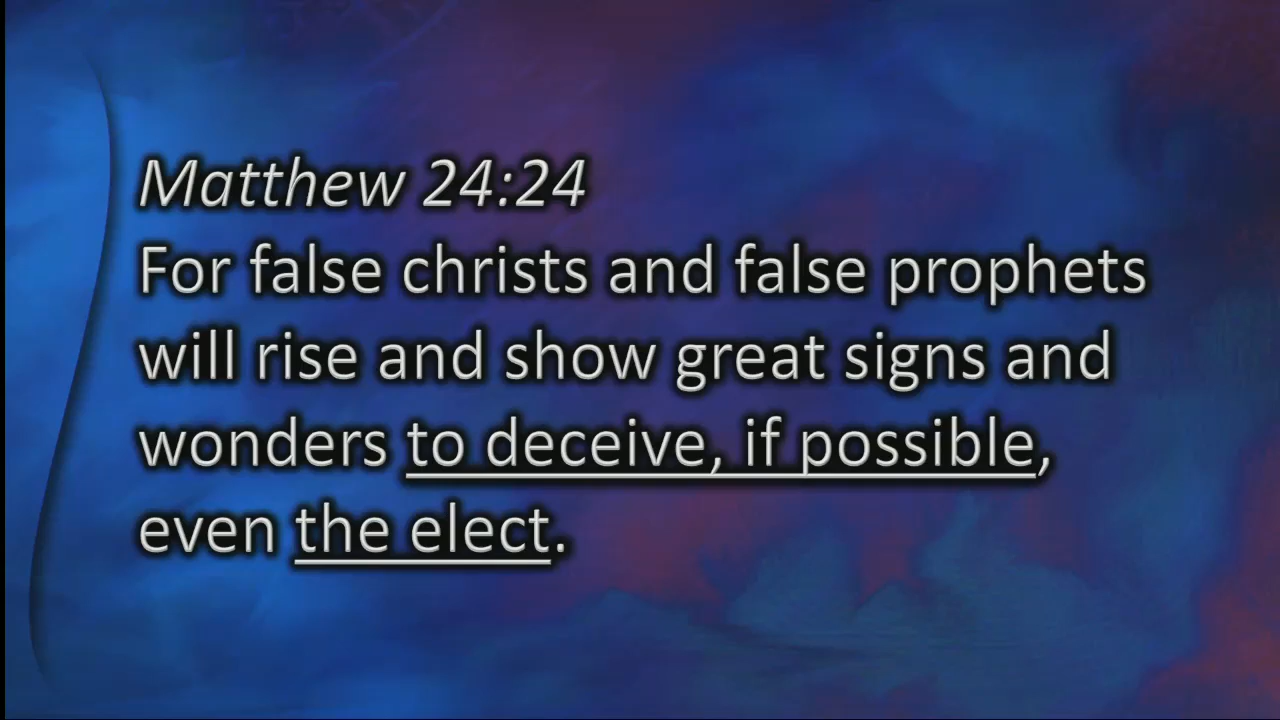 Matthew 24:24
For false christs and false prophets
will rise and show great signs and
wonders to deceive, if possible,
even the elect.